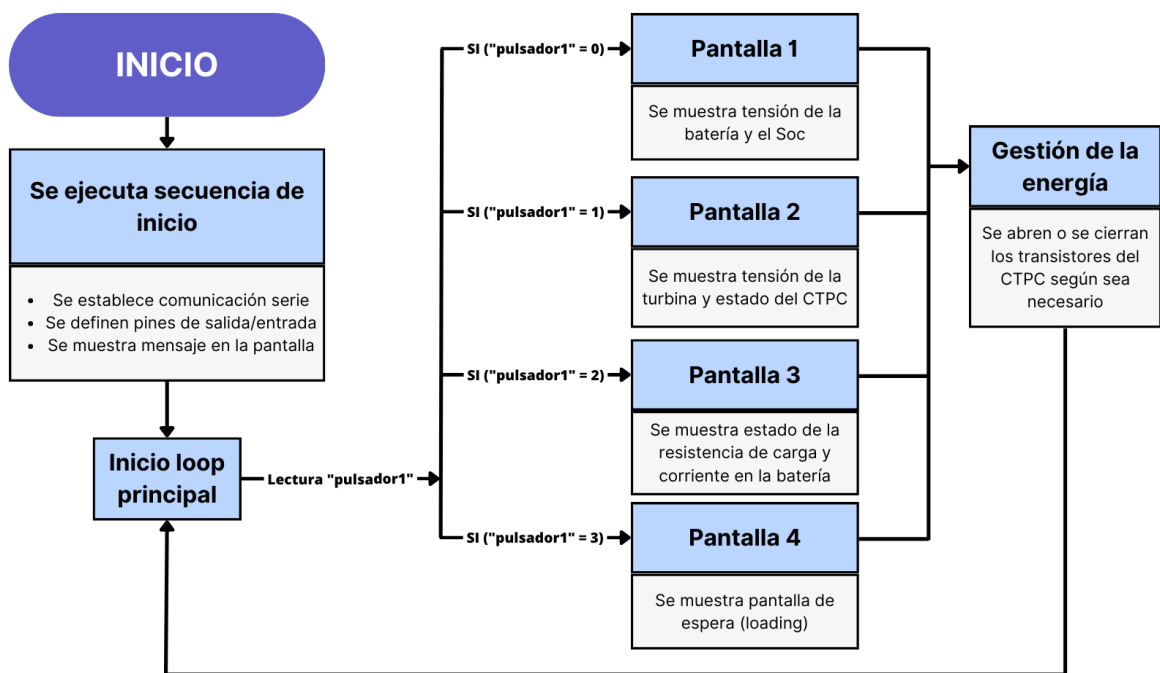 INICIO
Se ejecuta secuencia de
inicio
• Se establece comunicación serie
• Se definen pines de salida/entrada
• Se muestra mensaje en la pantalla
Inicio loop
principal
Lectura "pulsador1"
SI ("pulsador1" = 0)
Pantalla 1
Se muestra tensión de la
batería y el Soc
SI ("pulsador1" = 1)
Pantalla 2
Se muestra tensión de la
turbina y estado del CTPC
SI ("pulsador1" = 2)
Pantalla 3
Se muestra estado de la
resistencia de carga y
corriente en la batería
SI ("pulsador1" = 3)
Pantalla 4
Se muestra pantalla de
espera (loading)
Gestión de la
energía
Se abren o se cierran
los transistores del
CTPC según sea
necesario